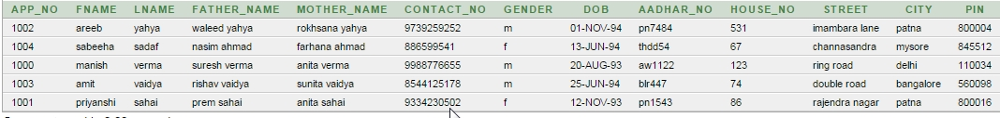 APP_NO FNAME LNAME FATHER_NAME MOTHER_NAME CONTACT_NO GENDER DOB AADHAR_NO HOUSE_NO STREET CITY PIN
1002 areeb yahya waleed yahya rokhsana yahya 9739259252 m 01-NOV-94 pn7484 531 imambara lane patna 800004
1004 sabeeha sadaf nasim ahmad farhana ahmad 886599541 f 13-JUN-94 thdd54 67 channasandra mysore 845512
1000 manish verma suresh verma anita verma 9988776655 m 20-AUG-93 aw1122 123 ring road delhi 110034
1003 amit vaidya rishav vaidya sunita vaidya 8544125178 m 25-JUN-94 blr447 74 double road bangalore 560098
1001 priyanshi sahai prem sahai anita sahai 9334230502 f 12-NOV-93 pn1543 86 rajendra nagar patna 800016